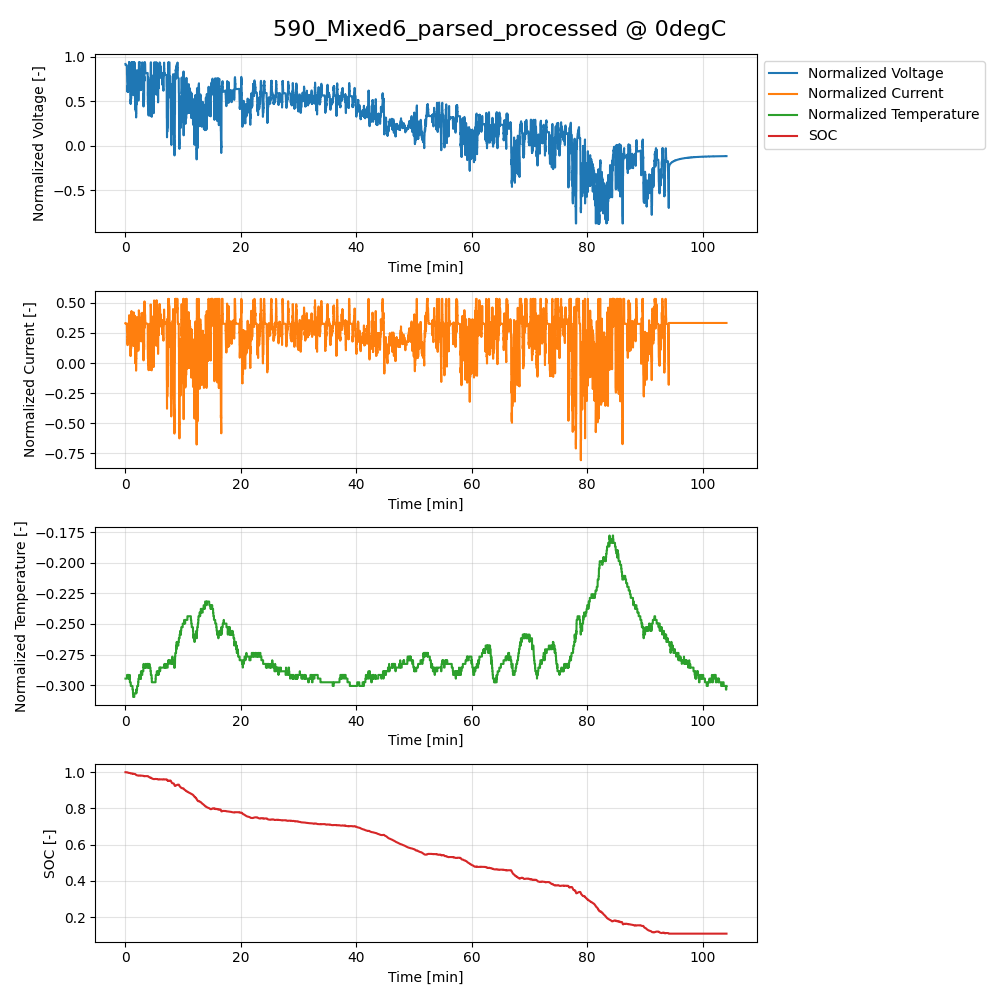 590_Mixed6_parsed_processed @ 0degC
Normalized Voltage [-]
1.0
0.5
0.0
−0.5
0 20 40 60 80 100
Time [min]
Normalized Voltage
Normalized Current
Normalized Temperature
SOC
Normalized Current [-]
0.50
0.25
0.00
−0.25
−0.50
−0.75
0 20 40 60 80 100
Time [min]
Normalized Temperature [-]
−0.175
−0.200
−0.225
−0.250
−0.275
−0.300
0 20 40 60 80 100
Time [min]
SOC [-]
1.0
0.8
0.6
0.4
0.2
0 20 40 60 80 100
Time [min]